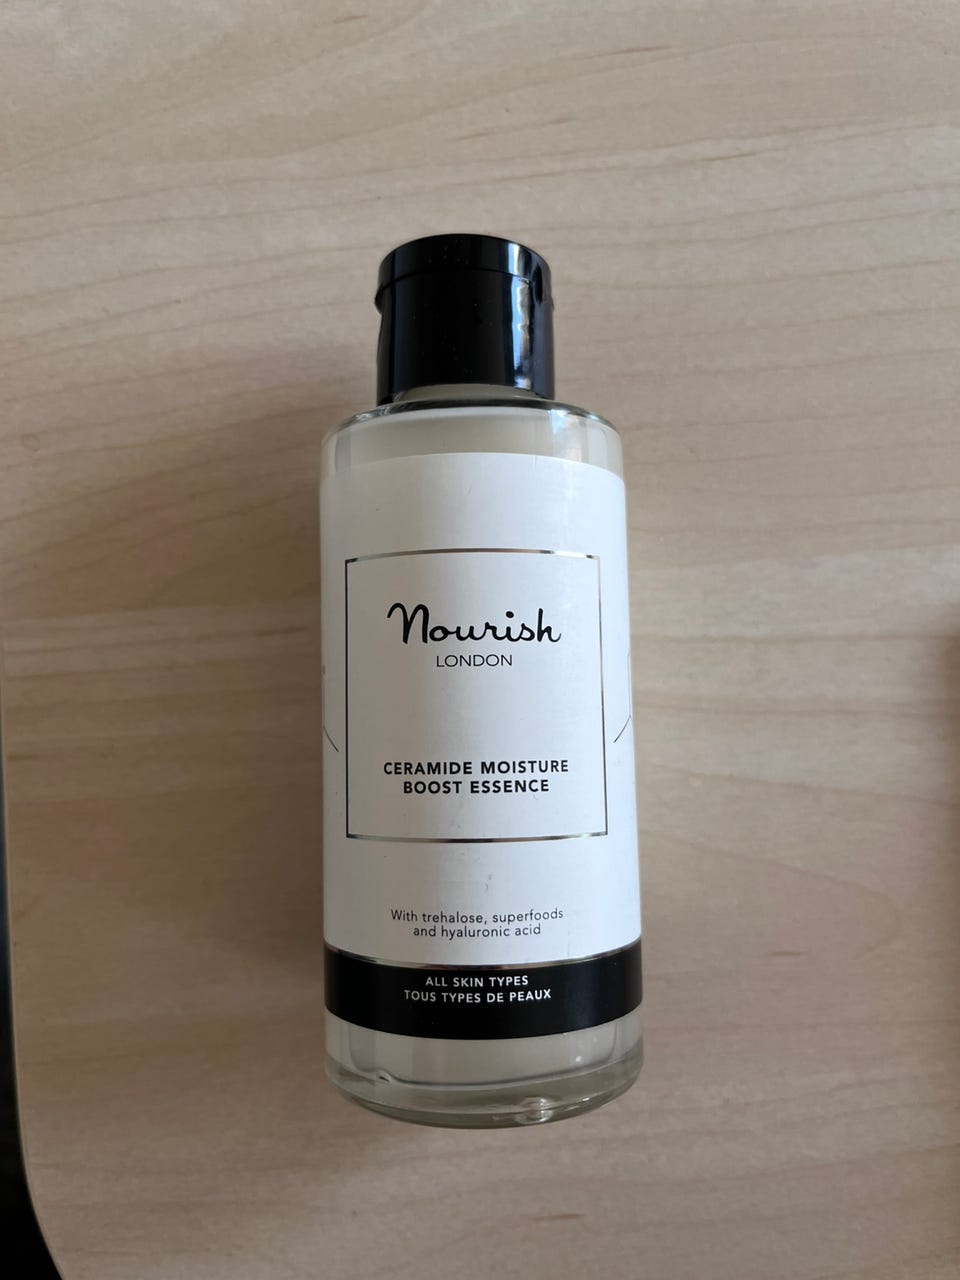 Nourish
LONDON
CERAMIDE MOISTURE
BOOST ESSENCE
With trehalose, superfoods
and hyaluronic acid
ALL SKIN TYPES
TOUS TYPES DE PEAUX